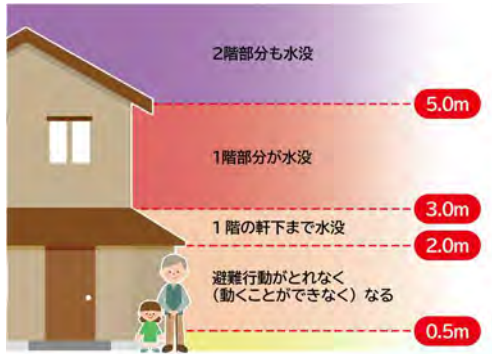 2階部分も水没
5.0m
1階部分が水没
3.0m
1階の軒下まで水没
2.0m
避難行動がとれなく
(動くことができなく)なる
0.5m